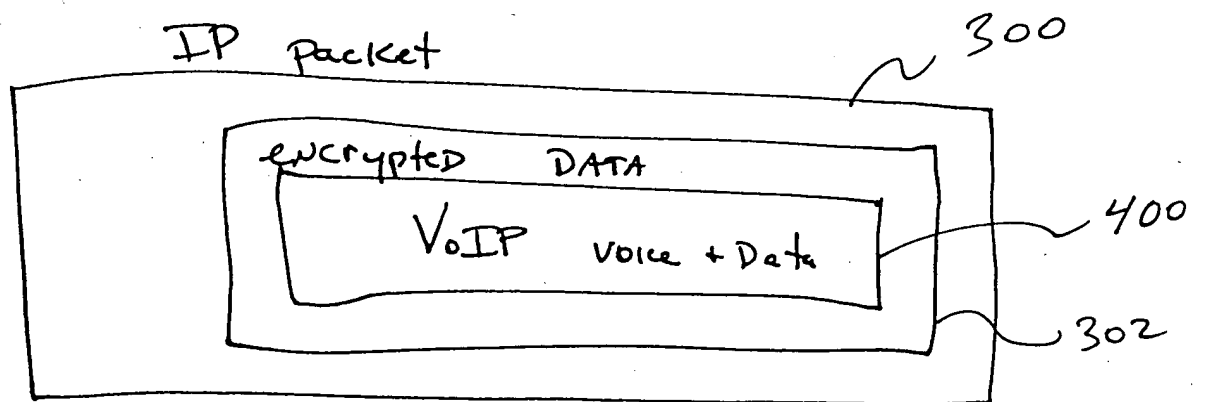 IP Packet
300
encrypted DATA
VoIP voice + Data
400
302